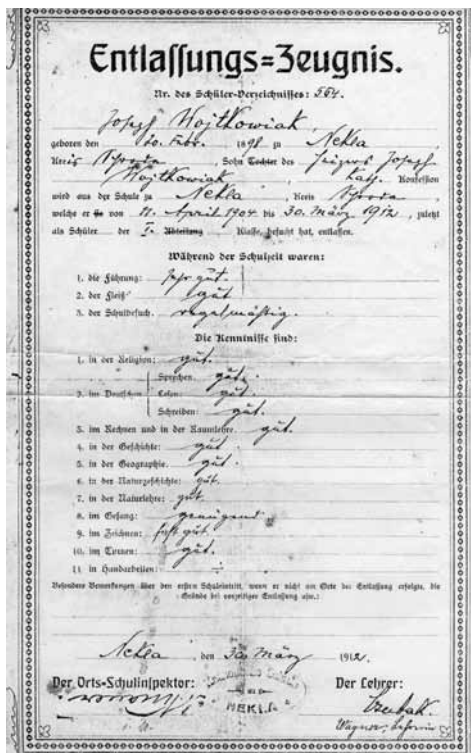 Entlassungs=Zeugnis.
Nr. des Schüler-Verzeichnisses: 564.
Josezf Wojtkowiak,
geboren den 20. Febr. 1898 zu Nekla
Kreis Schroda, Sohn Tochter des Josezf
Wojtkowiak, Kath. Konfession
wird aus der Schule zu Nekla, Kreis Schroda,
welche er sie von 11. April 1904 bis 30. März 1912, zuletzt
als Schüler der I. Abteilung Klasse, besucht hat, entlassen.
Während der Schulzeit waren:
1. die Führung: sehr gut.
2. der Fleiß: gut
3. der Schulbesuch: regelmäßig.
Die Kenntnisse sind:
1. in der Religion: gut.
Sprechen: gut.
2. im Deutschen Lesen: gut.
Schreiben: gut.
3. im Rechnen und in der Raumlehre: gut.
4. in der Geschichte: gut.
5. in der Geographie: gut.
6. in der Naturgeschichte: gut.
7. in der Naturlehre: gut.
8. im Gesang: genügend.
9. im Zeichnen: fast gut.
10. im Turnen: gut.
11. in Handarbeiten: ÷
Besondere Bemerkungen über den ersten Schuleintritt, wenn er nicht am Orte der Entlassung erfolgte, die
Gründe bei vorzeitiger Entlassung usw.:
Nekla, den 30. März 1912.
Der Orts-Schulinspektor: Der Lehrer:
NEKLA
Wagner, Lehrerin